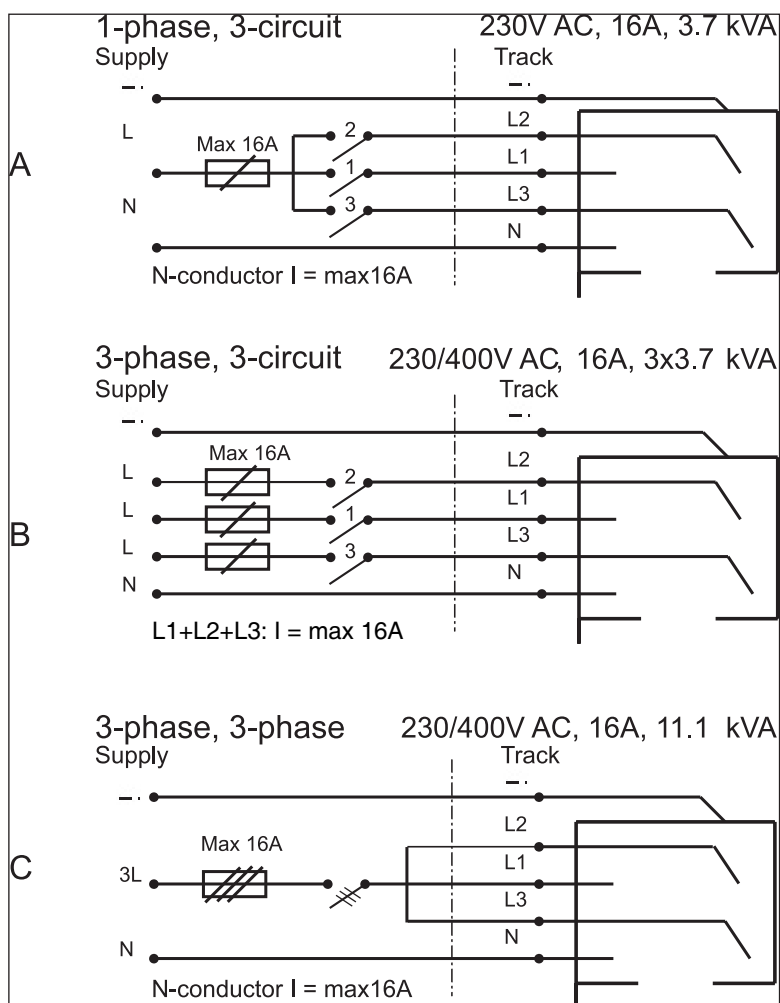 1-phase, 3-circuit 230V AC, 16A, 3.7 kVA
Supply Track
L Max 16A 2 L2
A 1 L1
N 3 L3
N
N-conductor I = max16A
3-phase, 3-circuit 230/400V AC, 16A, 3x3.7 kVA
Supply Track
Max 16A
L 2 L2
L 1 L1
B L 3 L3
N N
L1+L2+L3: I = max 16A
3-phase, 3-phase 230/400V AC, 16A, 11.1 kVA
Supply Track
Max 16A L2
C 3L L1
L3
N N
N-conductor I = max16A